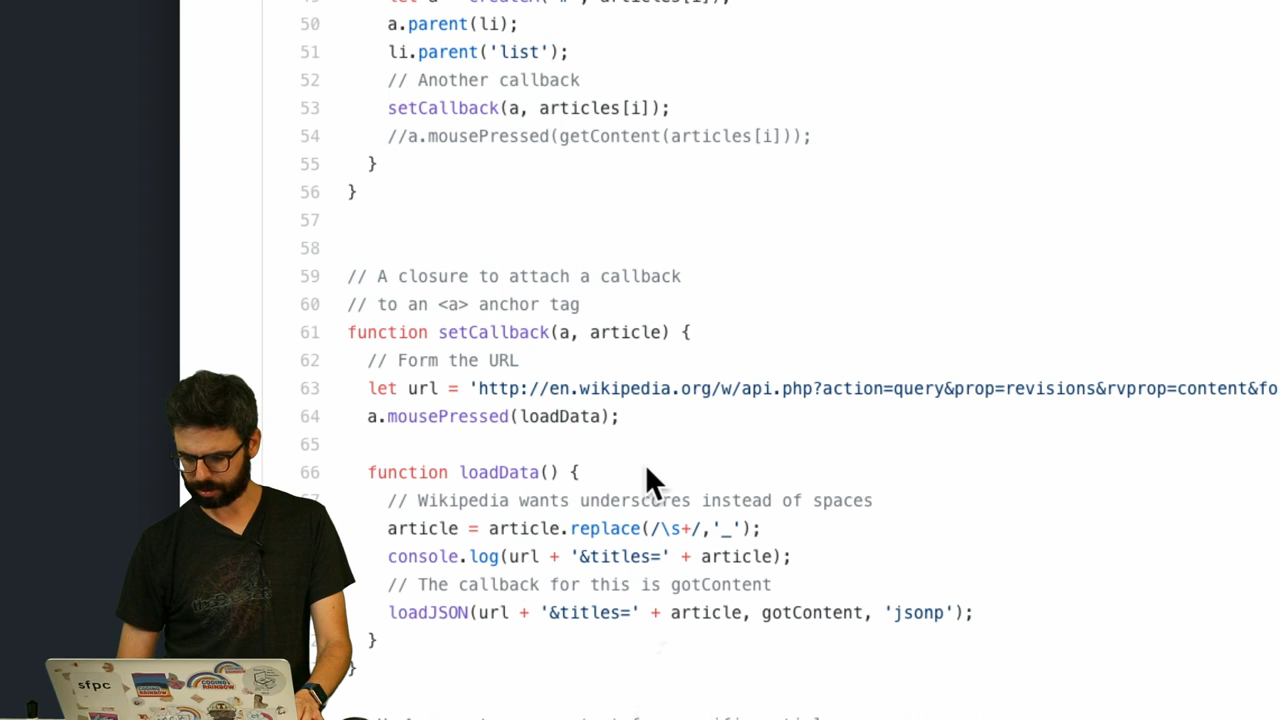 50 a.parent(li);
51 li.parent('list');
52 // Another callback
53 setCallback(a, articles[i]);
54 //a.mousePressed(getContent(articles[i]));
55 }
56 }
57
58
59 // A closure to attach a callback
60 // to an <a> anchor tag
61 function setCallback(a, article) {
62 // Form the URL
63 let url = 'http://en.wikipedia.org/w/api.php?action=query&prop=revisions&rvprop=content&fo
64 a.mousePressed(loadData);
65
66 function loadData() {
// Wikipedia wants underscores instead of spaces
article = article.replace(/\s+/,'_');
console.log(url + '&titles=' + article);
// The callback for this is gotContent
loadJSON(url + '&titles=' + article, gotContent, 'jsonp');
}
}
sfpc
CODING RAINBOW
CODING RAINBOW